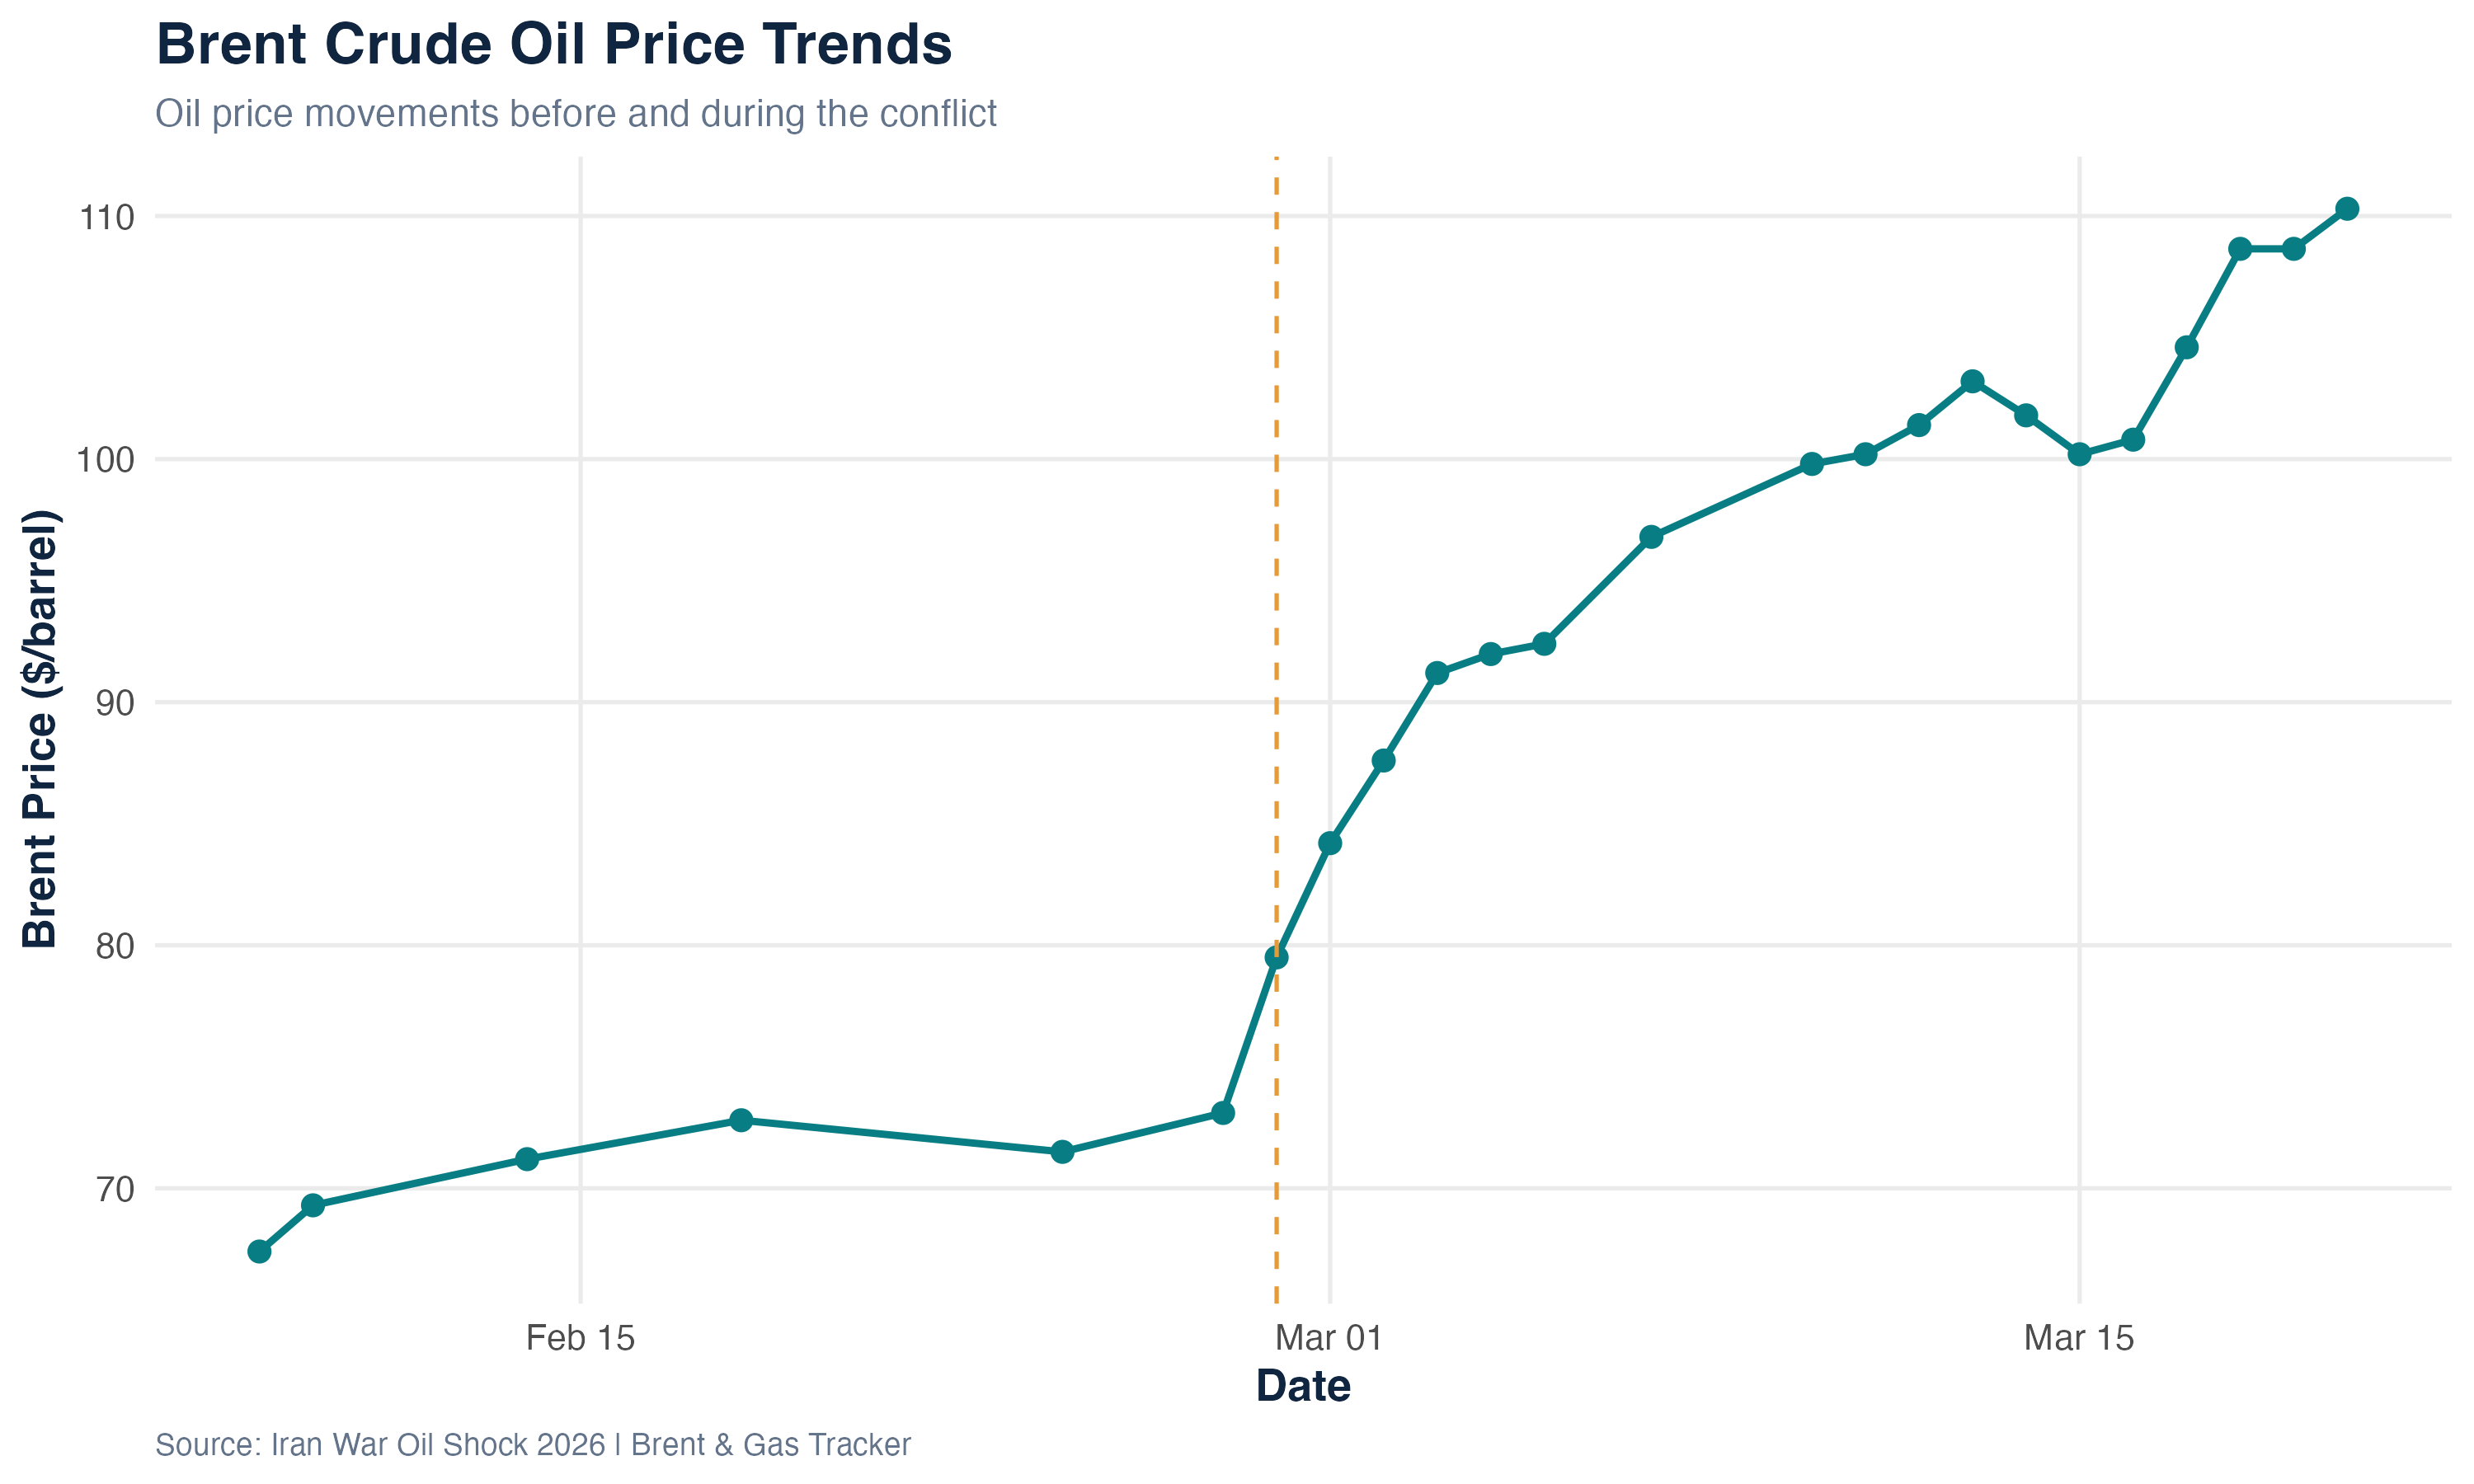 Brent Crude Oil Price Trends
Oil price movements before and during the conflict
Brent Price ($/barrel)
110
100
90
80
70
Feb 15
Mar 01
Mar 15
Date
Source: Iran War Oil Shock 2026 | Brent & Gas Tracker